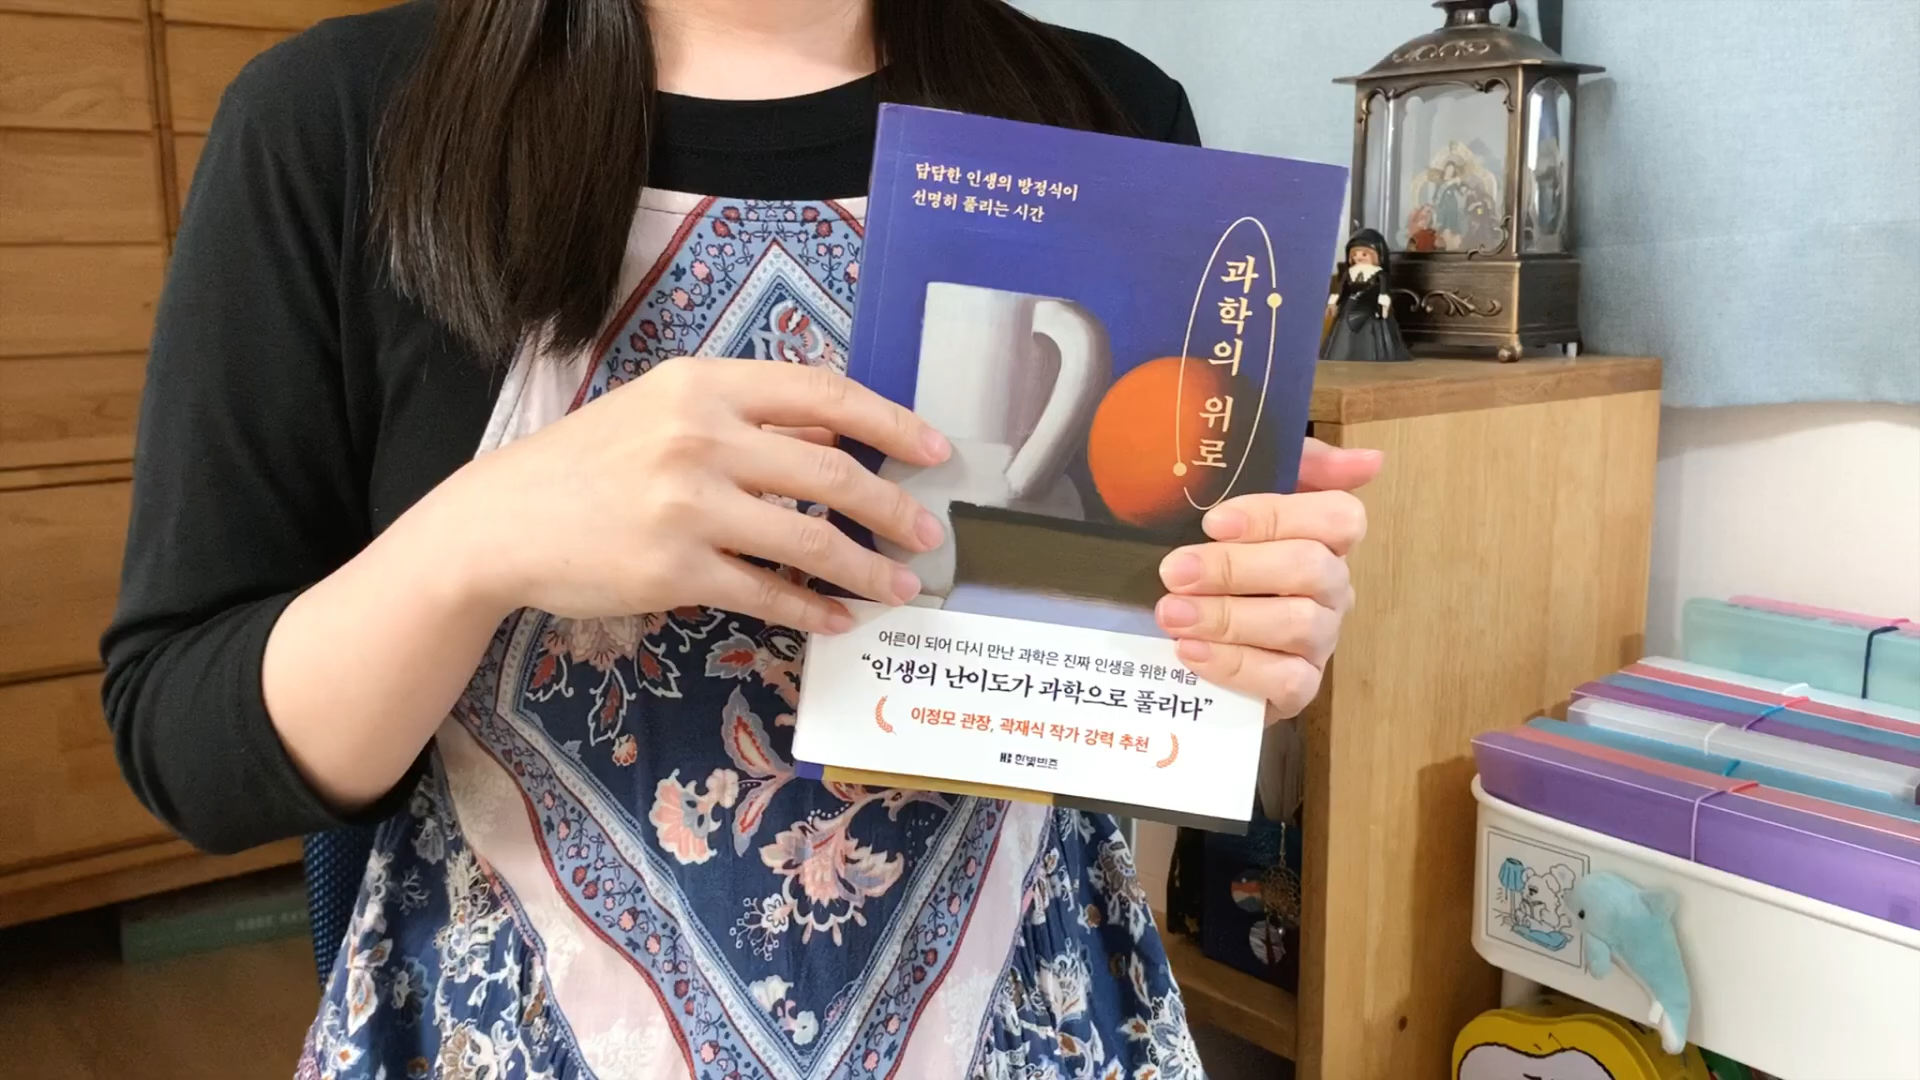 답답한 인생의 방정식이
선명히 풀리는 시간
과학의 위로
어른이 되어 다시 만난 과학은 진짜 인생을 위한 예습
“인생의 난이도가 과학으로 풀리다”
이정모 관장, 곽재식 작가 강력 추천
한빛비즈